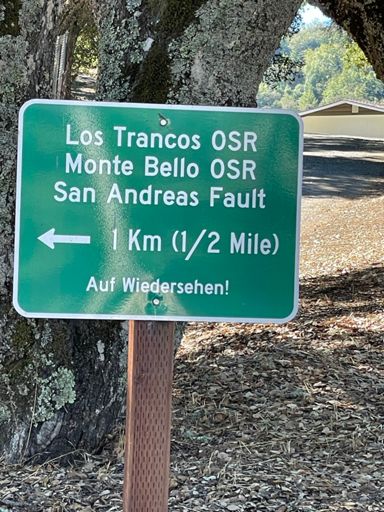 Los Trancos OSR
Monte Bello OSR
San Andreas Fault
1 Km (1/2 Mile)
Auf Wiedersehen!